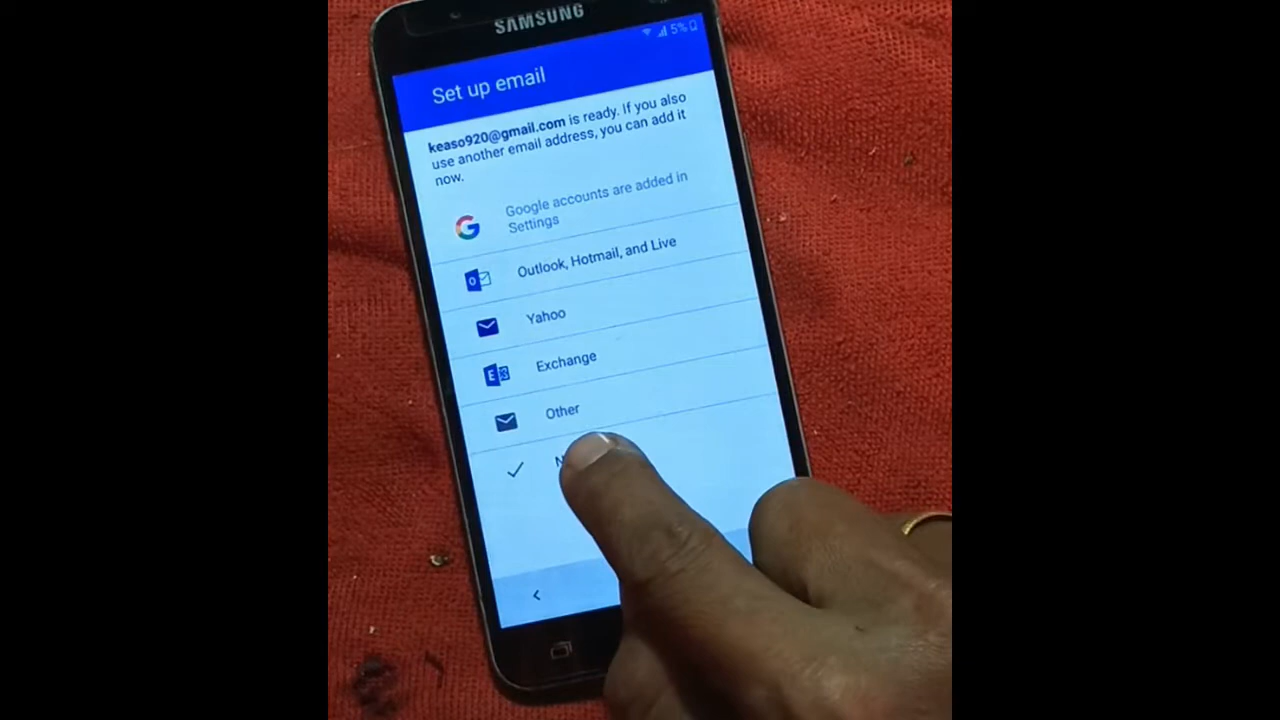 SAMSUNG
5%
Set up email
keaso920@gmail.com is ready. If you also
use another email address, you can add it
now.
Google accounts are added in
Settings
Outlook, Hotmail, and Live
Yahoo
Exchange
Other